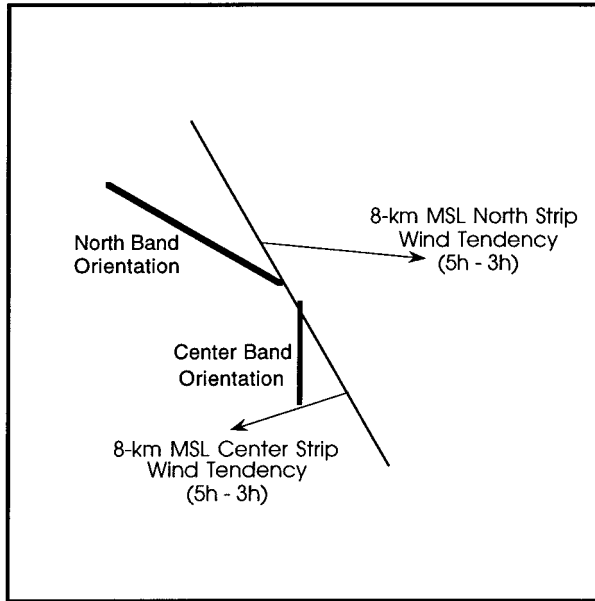 8-km MSL North Strip
Wind Tendency
(5h - 3h)
North Band
Orientation
Center Band
Orientation
8-km MSL Center Strip
Wind Tendency
(5h - 3h)